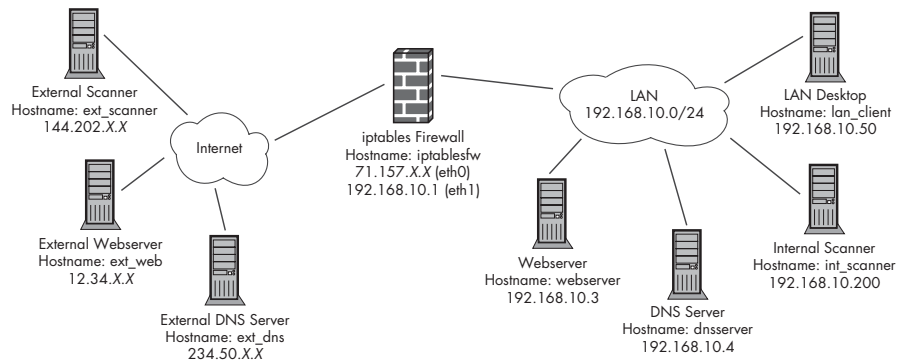 External Scanner
Hostname: ext_scanner
144.202.X.X
Internet
External Webserver
Hostname: ext_web
12.34.X.X
External DNS Server
Hostname: ext_dns
234.50.X.X
iptables Firewall
Hostname: iptablesfw
71.157.X.X (eth0)
192.168.10.1 (eth1)
LAN
192.168.10.0/24
LAN Desktop
Hostname: lan_client
192.168.10.50
Webserver
Hostname: webserver
192.168.10.3
DNS Server
Hostname: dnsserver
192.168.10.4
Internal Scanner
Hostname: int_scanner
192.168.10.200